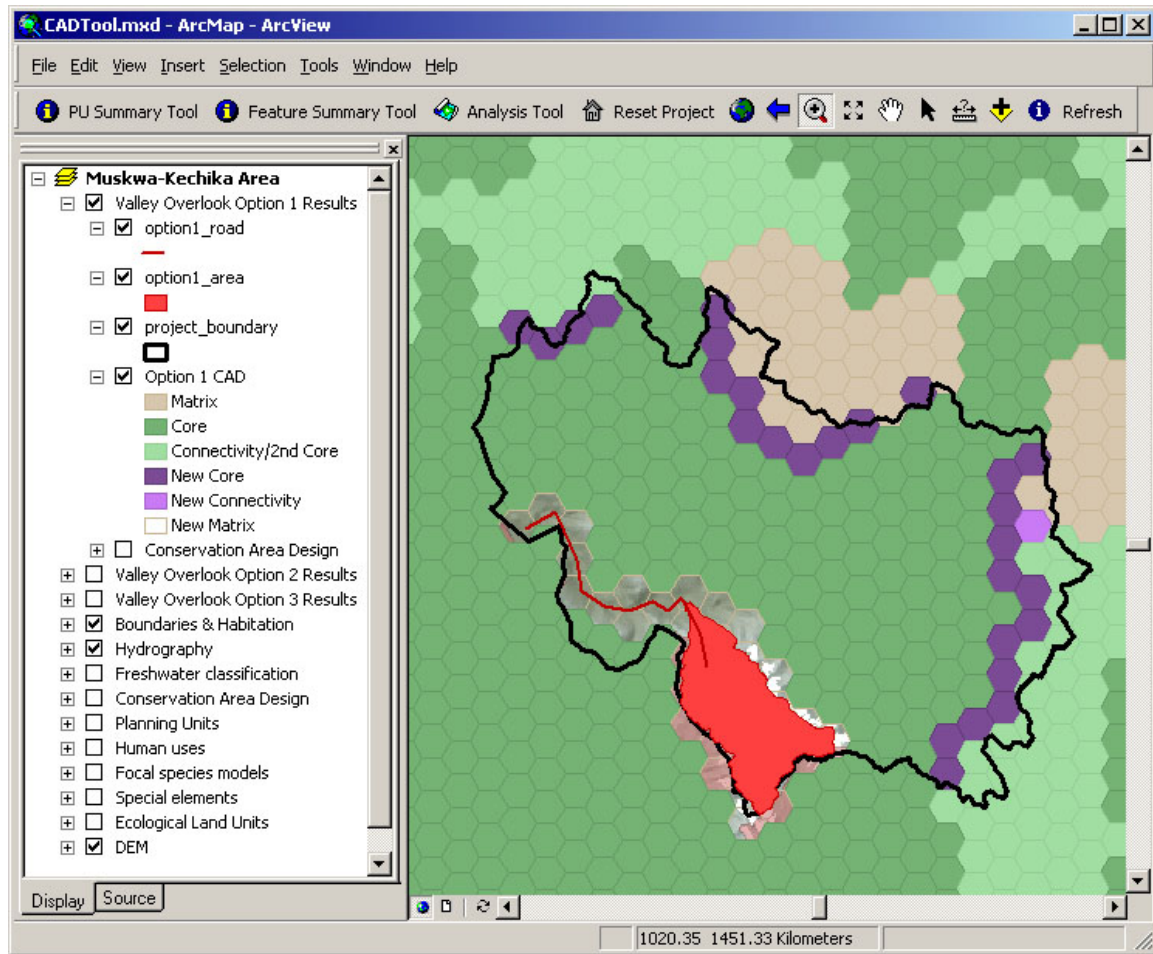 CADTool.mxd - ArcMap - ArcView
File Edit View Insert Selection Tools Window Help
PU Summary Tool Feature Summary Tool Analysis Tool Reset Project Refresh
Muskwa-Kechika Area
Valley Overlook Option 1 Results
option1_road
option1_area
project_boundary
Option 1 CAD
Matrix
Core
Connectivity/2nd Core
New Core
New Connectivity
New Matrix
Conservation Area Design
Valley Overlook Option 2 Results
Valley Overlook Option 3 Results
Boundaries & Habitation
Hydrography
Freshwater classification
Conservation Area Design
Planning Units
Human uses
Focal species models
Special elements
Ecological Land Units
DEM
Display Source
1020.35 1451.33 Kilometers